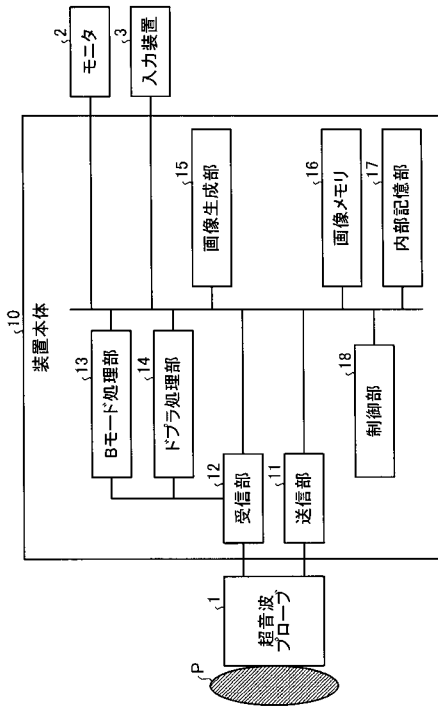 10
装置本体
2
モニタ
3
入力装置
13
Bモード処理部
14
ドプラ処理部
15
画像生成部
12
受信部
11
送信部
16
画像メモリ
17
内部記憶部
18
制御部
1
超音波
プローブ
P